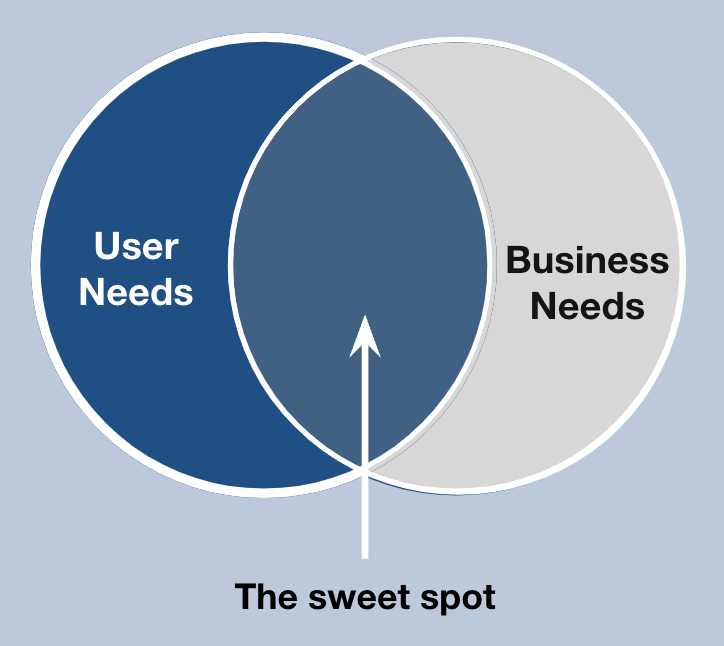 User
Needs
Business
Needs
The sweet spot